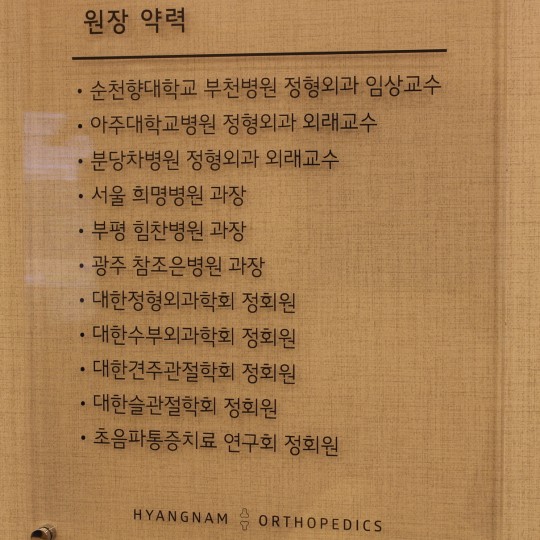 원장 약력
• 순천향대학교 부천병원 정형외과 임상교수
• 아주대학교병원 정형외과 외래교수
• 분당차병원 정형외과 외래교수
• 서울 희명병원 과장
• 부평 힘찬병원 과장
• 광주 참조은병원 과장
• 대한정형외과학회 정회원
• 대한수부외과학회 정회원
• 대한견주관절학회 정회원
• 대한슬관절학회 정회원
• 초음파통증치료 연구회 정회원
HYANGNAM ORTHOPEDICS